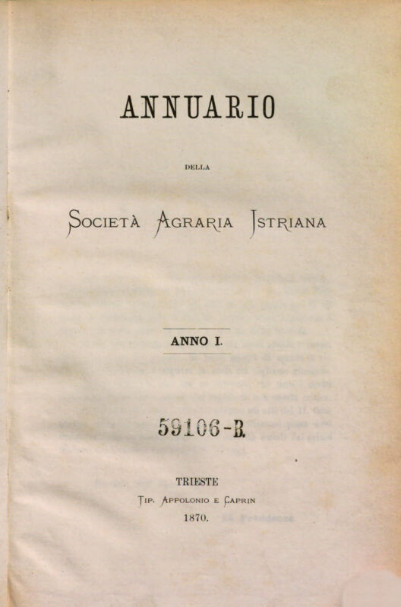 ANNUARIO
DELLA
SOCIETÀ AGRARIA ISTRIANA
ANNO I.
59106-B.
TRIESTE
TIP. APPOLONIO E CAPRIN
1870.